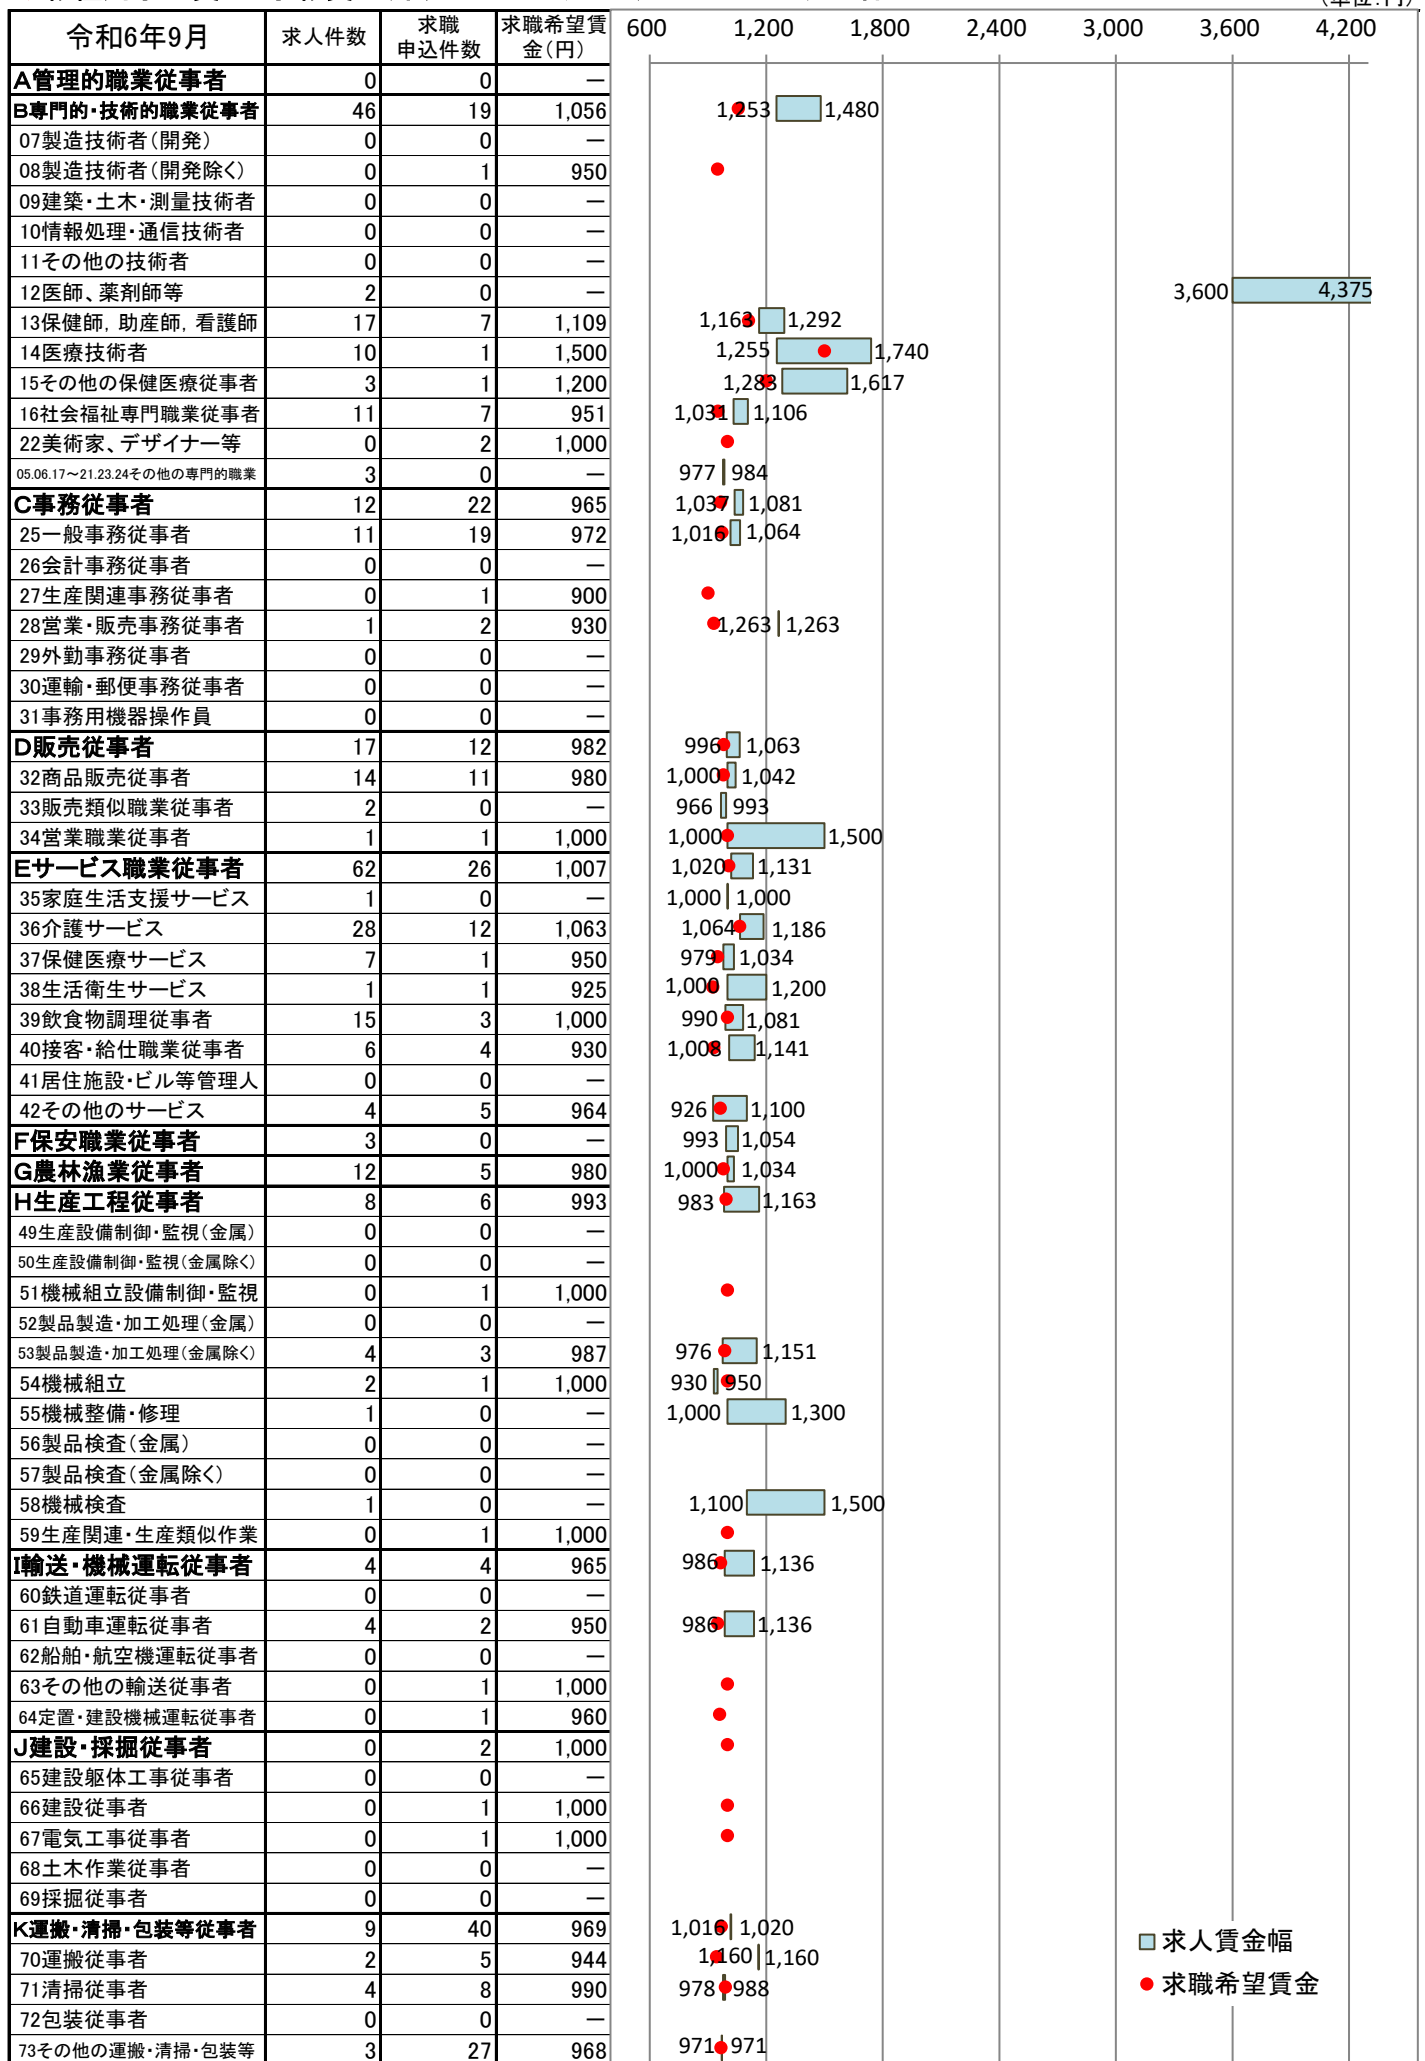 令和6年9月 求人件数 求職申込件数 求職希望賃金(円) 600 1,200 1,800 2,400 3,000 3,600 4,200
A管理的職業従事者 0 0 ―
B専門的・技術的職業従事者 46 19 1,056 1,253 1,480
07製造技術者(開発) 0 0 ―
08製造技術者(開発除く) 0 1 950
09建築・土木・測量技術者 0 0 ―
10情報処理・通信技術者 0 0 ―
11その他の技術者 0 0 ―
12医師、薬剤師等 2 0 ― 3,600 4,375
13保健師, 助産師, 看護師 17 7 1,109 1,163 1,292
14医療技術者 10 1 1,500 1,255 1,740
15その他の保健医療従事者 3 1 1,200 1,283 1,617
16社会福祉専門職業従事者 11 7 951 1,031 1,106
22美術家、デザイナー等 0 2 1,000
05.06.17～21.23.24その他の専門的職業 3 0 ― 977 984
C事務従事者 12 22 965 1,037 1,081
25一般事務従事者 11 19 972 1,016 1,064
26会計事務従事者 0 0 ―
27生産関連事務従事者 0 1 900
28営業・販売事務従事者 1 2 930 1,263 1,263
29外勤事務従事者 0 0 ―
30運輸・郵便事務従事者 0 0 ―
31事務用機器操作員 0 0 ―
D販売従事者 17 12 982 996 1,063
32商品販売従事者 14 11 980 1,000 1,042
33販売類似職業従事者 2 0 ― 966 993
34営業職業従事者 1 1 1,000 1,000 1,500
Eサービス職業従事者 62 26 1,007 1,020 1,131
35家庭生活支援サービス 1 0 ― 1,000 1,000
36介護サービス 28 12 1,063 1,064 1,186
37保健医療サービス 7 1 950 979 1,034
38生活衛生サービス 1 1 925 1,000 1,200
39飲食物調理従事者 15 3 1,000 990 1,081
40接客・給仕職業従事者 6 4 930 1,008 1,141
41居住施設・ビル等管理人 0 0 ―
42その他のサービス 4 5 964 926 1,100
F保安職業従事者 3 0 ― 993 1,054
G農林漁業従事者 12 5 980 1,000 1,034
H生産工程従事者 8 6 993 983 1,163
49生産設備制御・監視(金属) 0 0 ―
50生産設備制御・監視(金属除く) 0 0 ―
51機械組立設備制御・監視 0 1 1,000
52製品製造・加工処理(金属) 0 0 ―
53製品製造・加工処理(金属除く) 4 3 987 976 1,151
54機械組立 2 1 1,000 930 950
55機械整備・修理 1 0 ― 1,000 1,300
56製品検査(金属) 0 0 ―
57製品検査(金属除く) 0 0 ―
58機械検査 1 0 ― 1,100 1,500
59生産関連・生産類似作業 0 1 1,000
I輸送・機械運転従事者 4 4 965 986 1,136
60鉄道運転従事者 0 0 ―
61自動車運転従事者 4 2 950 986 1,136
62船舶・航空機運転従事者 0 0 ―
63その他の輸送従事者 0 1 1,000
64定置・建設機械運転従事者 0 1 960
J建設・採掘従事者 0 2 1,000
65建設躯体工事従事者 0 0 ―
66建設従事者 0 1 1,000
67電気工事従事者 0 1 1,000
68土木作業従事者 0 0 ―
69採掘従事者 0 0 ―
K運搬・清掃・包装等従事者 9 40 969 1,016 1,020
求人賃金幅
70運搬従事者 2 5 944 1,160 1,160
71清掃従事者 4 8 990 978 988
求職希望賃金
72包装従事者 0 0 ―
73その他の運搬・清掃・包装等 3 27 968 971 971